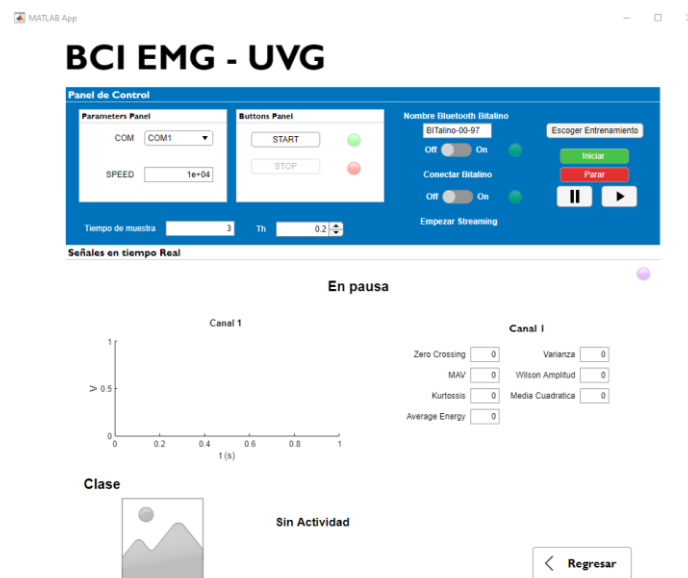 MATLAB App
BCI EMG - UVG
Panel de Control
Parameters Panel
COM COM1
SPEED 1e+04
Buttons Panel
START
STOP
Nombre Bluetooth Bitalino
BITalino-00-97
Off On
Conectar Bitalino
Off On
Empezar Streaming
Escoger Entrenamiento
Iniciar
Parar
Tiempo de muestra 3 Th 0.2
Señales en tiempo Real
En pausa
Canal 1
1
0.5
0
V
0 0.2 0.4 0.6 0.8 1
t (s)
Canal 1
Zero Crossing 0 Varianza 0
MAV 0 Wilson Amplitud 0
Kurtossis 0 Media Cuadratica 0
Average Energy 0
Clase
Sin Actividad
Regresar